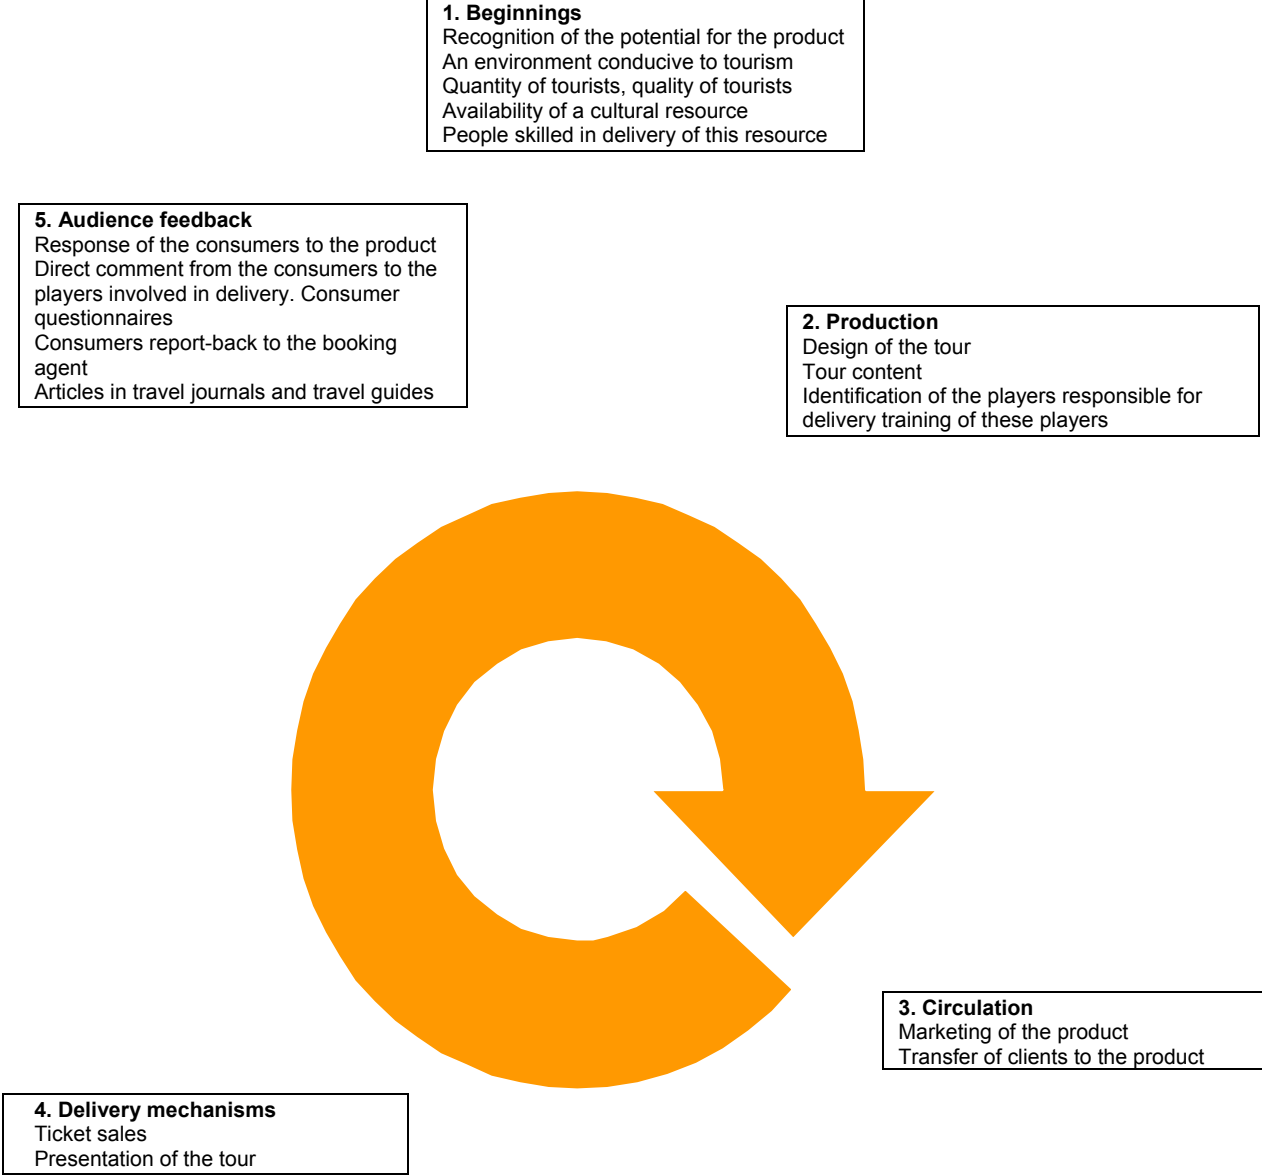 1. Beginnings
Recognition of the potential for the product
An environment conducive to tourism
Quantity of tourists, quality of tourists
Availability of a cultural resource
People skilled in delivery of this resource
5. Audience feedback
Response of the consumers to the product
Direct comment from the consumers to the
players involved in delivery. Consumer
questionnaires
Consumers report-back to the booking
agent
Articles in travel journals and travel guides
2. Production
Design of the tour
Tour content
Identification of the players responsible for
delivery training of these players
3. Circulation
Marketing of the product
Transfer of clients to the product
4. Delivery mechanisms
Ticket sales
Presentation of the tour